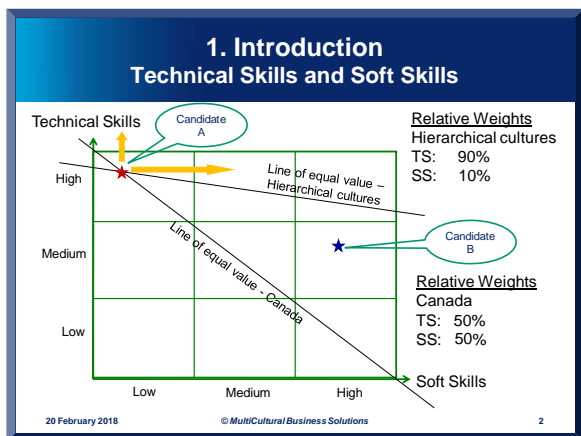 1. Introduction
Technical Skills and Soft Skills
Technical Skills
Candidate
A
Relative Weights
Hierarchical cultures
TS: 90%
SS: 10%
High
Line of equal value –
Hierarchical cultures
Line of equal value - Canada
Medium
Candidate
B
Relative Weights
Canada
TS: 50%
SS: 50%
Low
Soft Skills
Low Medium High
20 February 2018 © MultiCultural Business Solutions 2